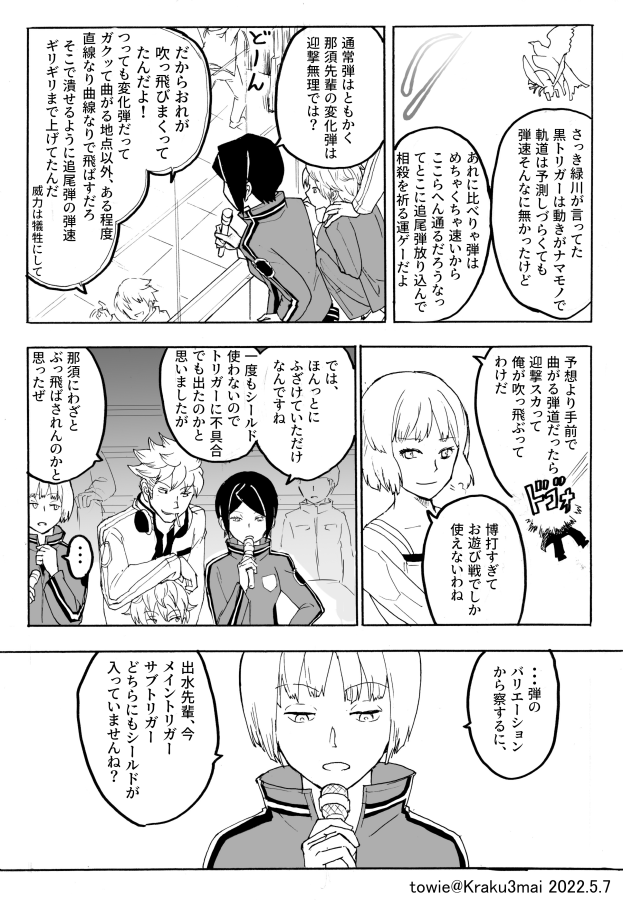 さっき緑川が言ってた
黒トリガーは動きがナマモノで
軌道は予測しづらくても
弾速そんなに無かったけど
あれに比べりゃ弾は
めちゃくちゃ速いから
ここらへん通るだろうなっ
てとこに追尾弾放り込んで
相殺を祈る運ゲーだよ
通常弾はともかく
那須先輩の変化弾は
迎撃無理では?
どーん
だからおれが
吹っ飛びまくって
たんだよ!
つっても変化弾だって
ガクッて曲がる地点以外、ある程度
直線なり曲線なりで飛ばすだろ
そこで潰せるように追尾弾の弾速
ギリギリまで上げてたんだ
威力は犠牲にして
予想より手前で
曲がる弾道だったら
迎撃スカって
俺が吹っ飛ぶって
わけだ
ドゴォ
博打すぎて
お遊び戦でしか
使えないわね
では、
ほんっとに
ふざけていただけ
なんですね
一度もシールド
使わないので
トリガーに不具合
でも出たのかと
思いましたが
那須にわざと
ぶっ飛ばされんのかと
思ったぜ
・・・
・・・弾の
バリエーション
から察するに、
出水先輩、今
メイントリガー
サブトリガー
どちらにもシールドが
入っていませんね?
towie@Kraku3mai 2022.5.7